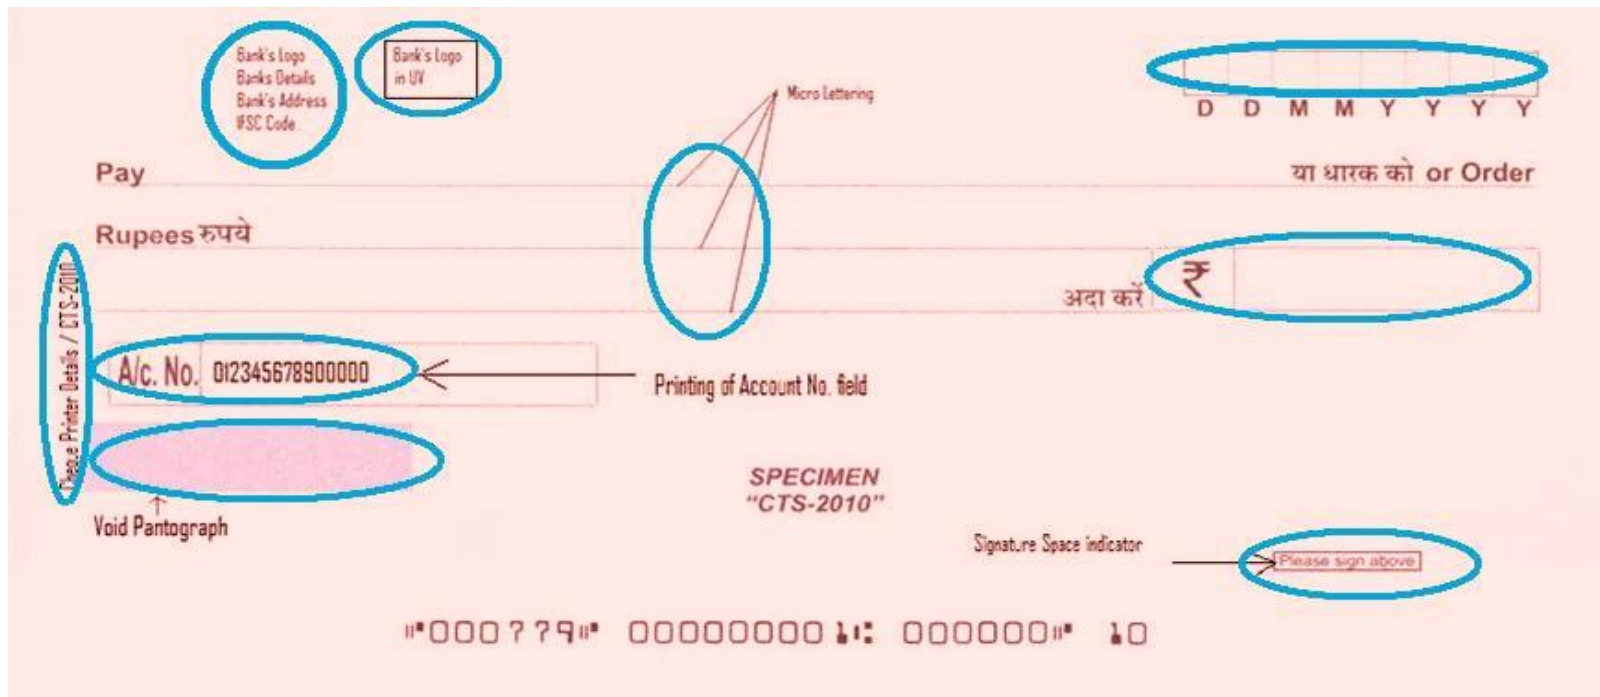 Bank's Logo
Banks Details
Bank's Address
IFSC Code
Bank's Logo
in UV
Micro Lettering
D D M M Y Y Y Y
Pay
या धारक को or Order
Rupees रुपये
अदा करें ₹
Cheque Printer Details / CTS-2010
A/c. No. 012345678900000
Printing of Account No. field
Void Pantograph
SPECIMEN
“CTS-2010”
Signature Space indicator
Please sign above
⑈000779⑈ 000000001⑆ 000000⑈ 10